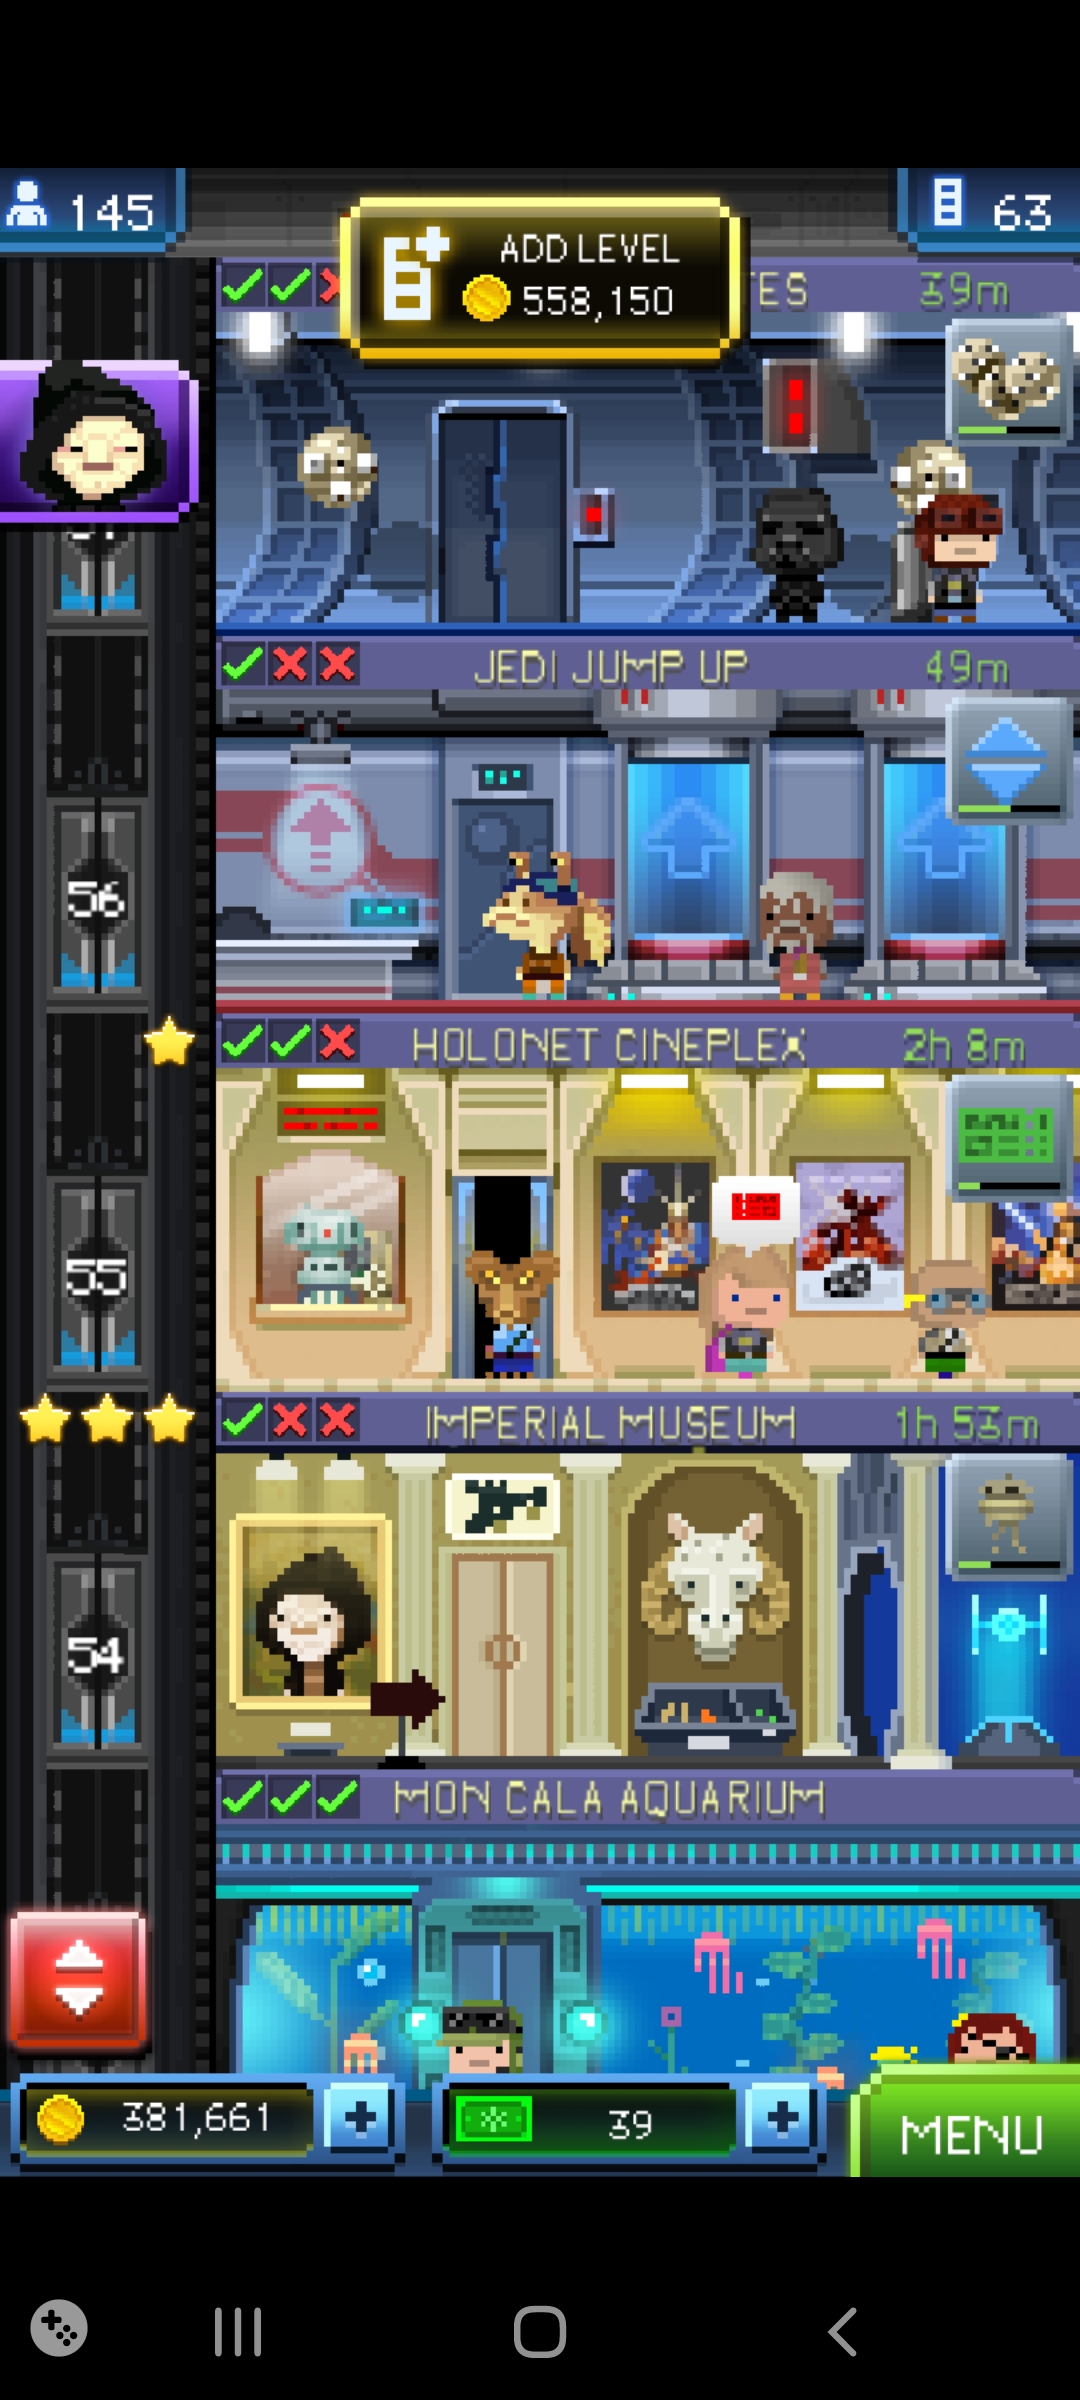 145
ADD LEVEL
558,150
63
TES 39m
JEDI JUMP UP 49m
56
HOLONET CINEPLEX 2h 8m
55
IMPERIAL MUSEUM 1h 53m
54
MON CALA AQUARIUM
381,661
39
MENU